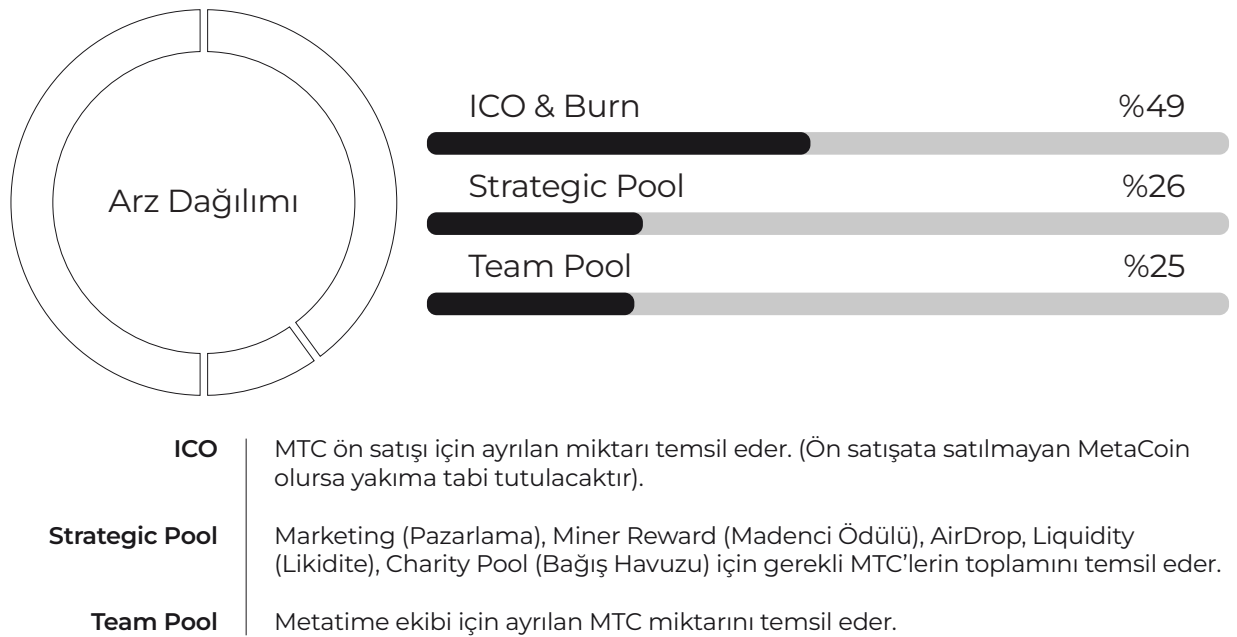 Arz Dağılımı
ICO & Burn %49
Strategic Pool %26
Team Pool %25
ICO MTC ön satışı için ayrılan miktarı temsil eder. (Ön satışata satılmayan MetaCoin
olursa yakıma tabi tutulacaktır).
Strategic Pool Marketing (Pazarlama), Miner Reward (Madenci Ödülü), AirDrop, Liquidity
(Likidite), Charity Pool (Bağış Havuzu) için gerekli MTC’lerin toplamını temsil eder.
Team Pool Metatime ekibi için ayrılan MTC miktarını temsil eder.